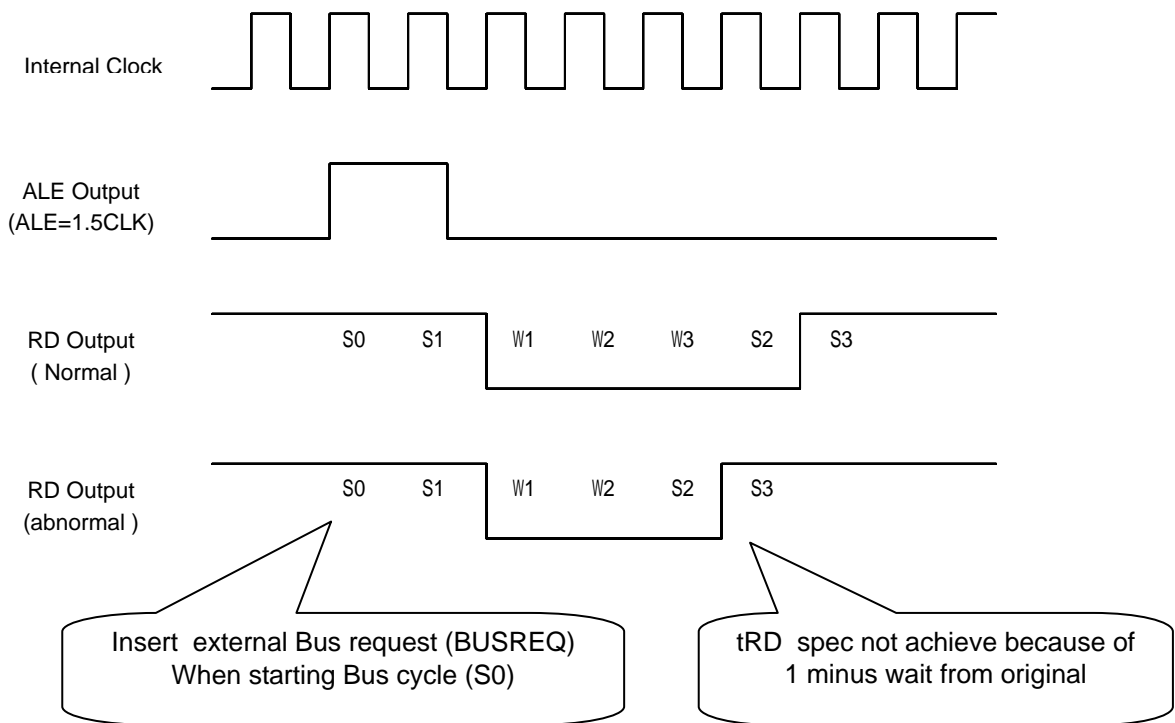 Internal Clock
ALE Output
(ALE=1.5CLK)
RD Output
( Normal )
S0 S1 W1 W2 W3 S2 S3
RD Output
(abnormal )
S0 S1 W1 W2 S2 S3
Insert external Bus request (BUSREQ)
When starting Bus cycle (S0)
tRD spec not achieve because of
1 minus wait from original